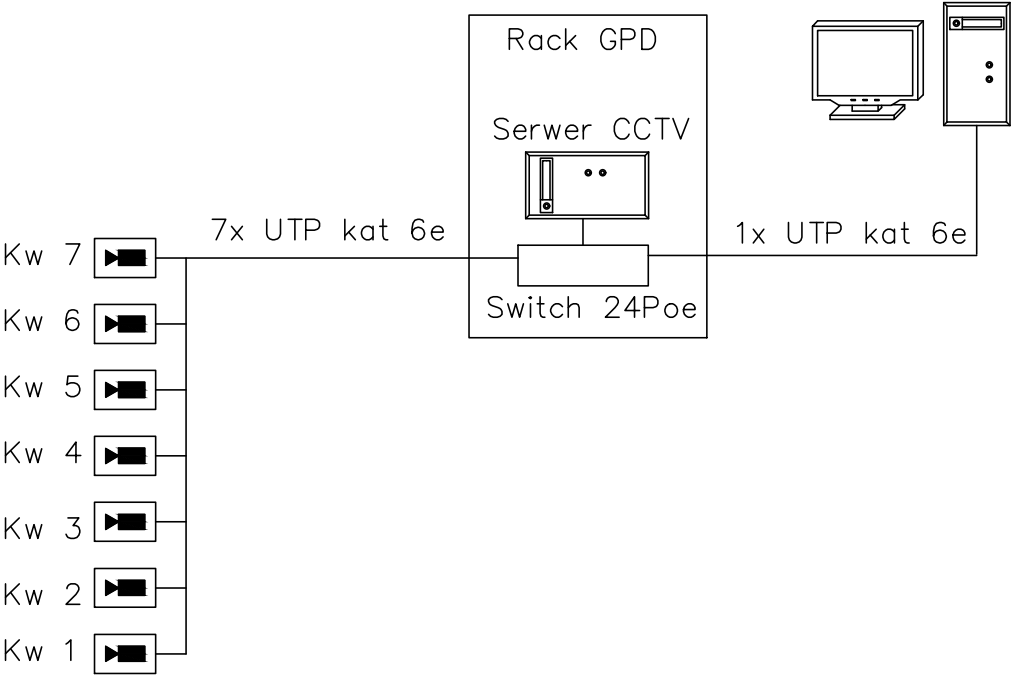 Rack GPD
Serwer CCTV
7x UTP kat 6e
1x UTP kat 6e
Switch 24Poe
Kw 7
Kw 6
Kw 5
Kw 4
Kw 3
Kw 2
Kw 1